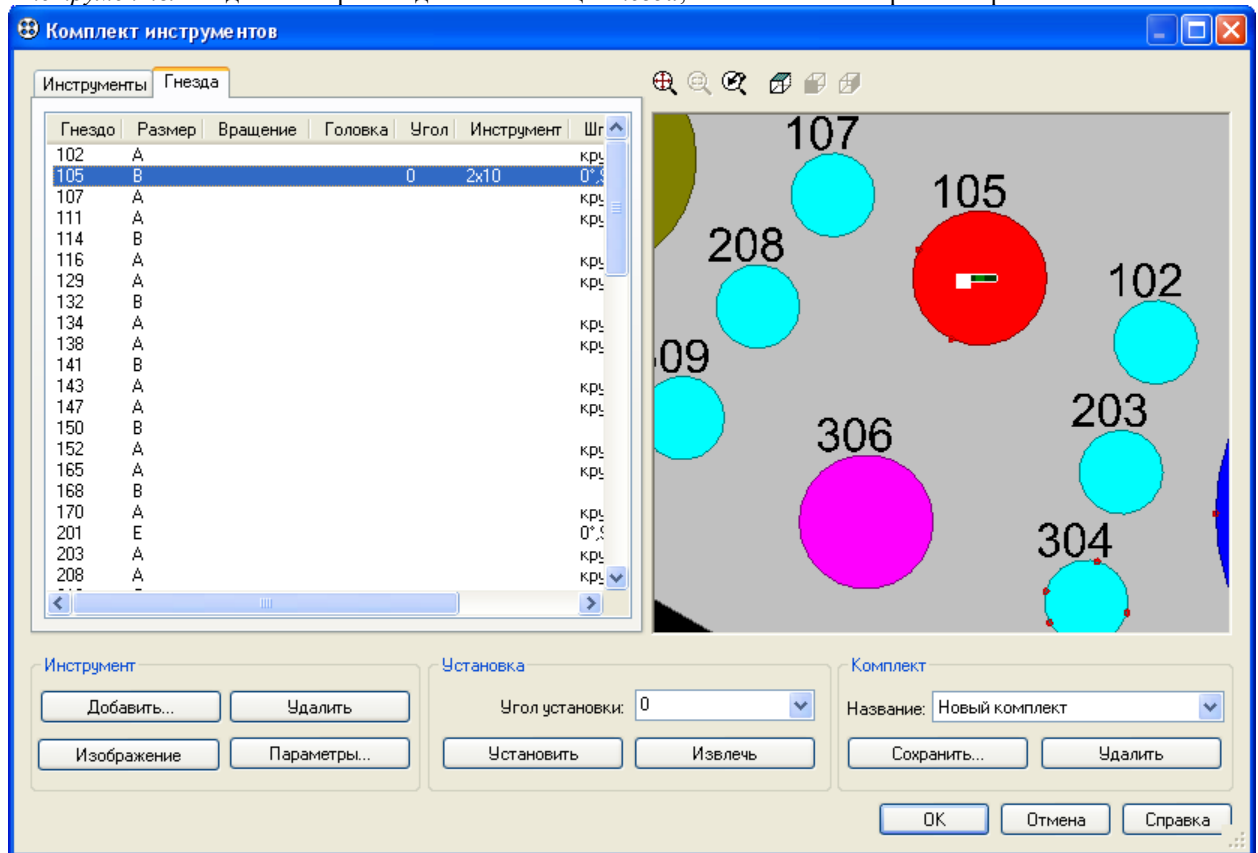 Комплект инструментов
Инструменты Гнезда
Гнездо Размер Вращение Головка Угол Инструмент
102 A кру
105 B 0 2x10 0°,
107 A кру
111 A кру
114 B
116 A кру
129 A кру
132 B
134 A кру
138 A кру
141 B
143 A кру
147 A кру
150 B
152 A кру
165 A кру
168 B
170 A кру
201 E 0°,
203 A кру
208 A кру
107
105
208
102
09
203
306
304
Инструмент
Добавить... Удалить
Изображение Параметры...
Установка
Угол установки: 0
Установить Извлечь
Комплект
Название: Новый комплект
Сохранить... Удалить
OK Отмена Справка